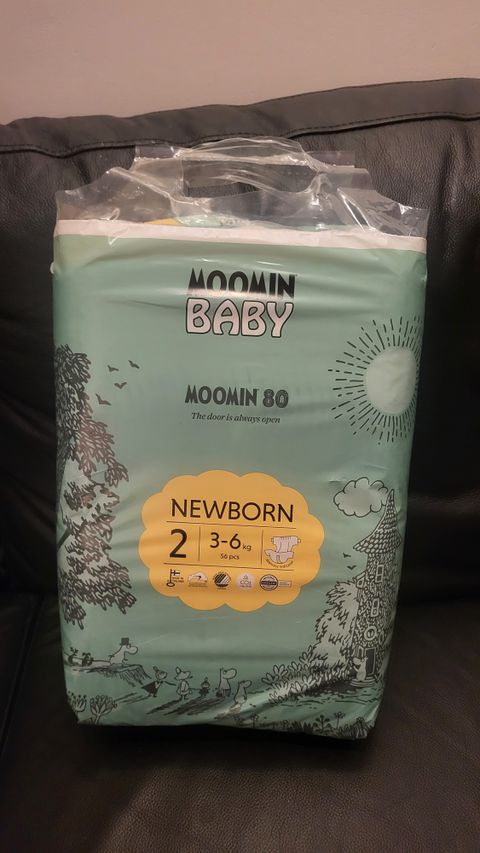 MOOMIN
BABY
MOOMIN 80
The door is always open
NEWBORN
2
3-6 kg
56 pcs